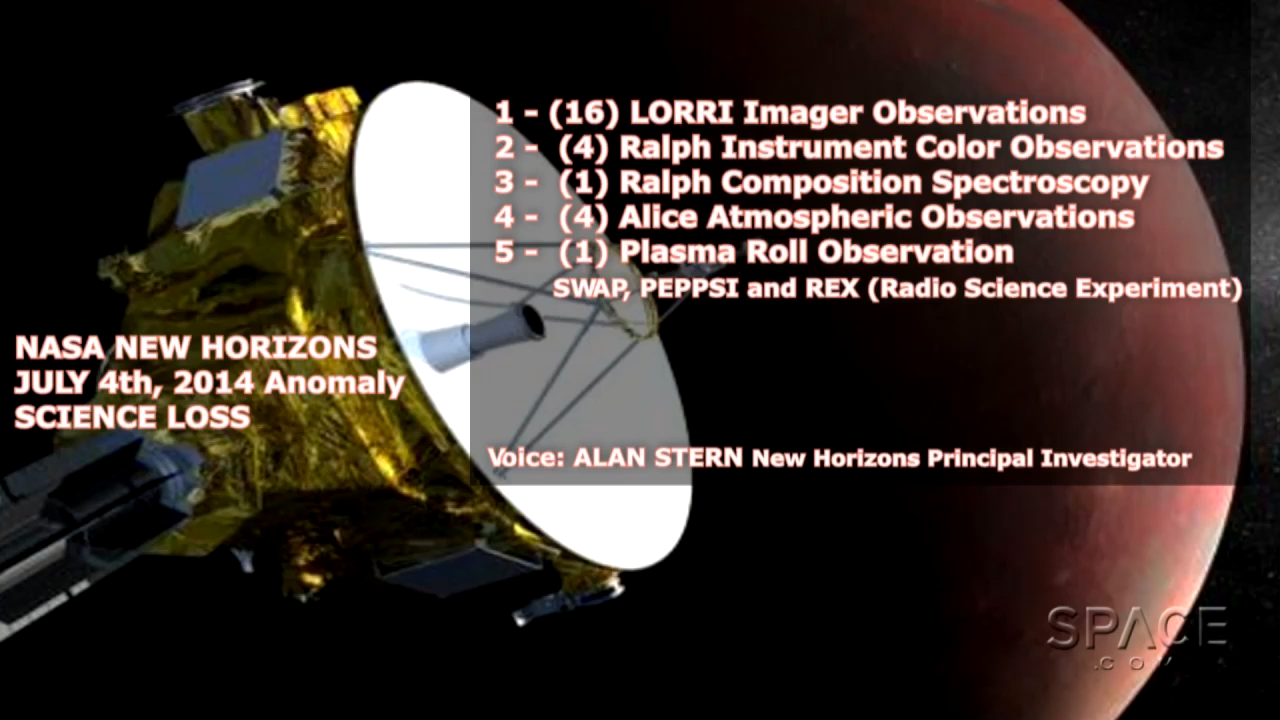 1 - (16) LORRI Imager Observations
2 - (4) Ralph Instrument Color Observations
3 - (1) Ralph Composition Spectroscopy
4 - (4) Alice Atmospheric Observations
5 - (1) Plasma Roll Observation
SWAP, PEPPSI and REX (Radio Science Experiment)
NASA NEW HORIZONS
JULY 4th, 2014 Anomaly
SCIENCE LOSS
Voice: ALAN STERN New Horizons Principal Investigator
SPACE
.COM